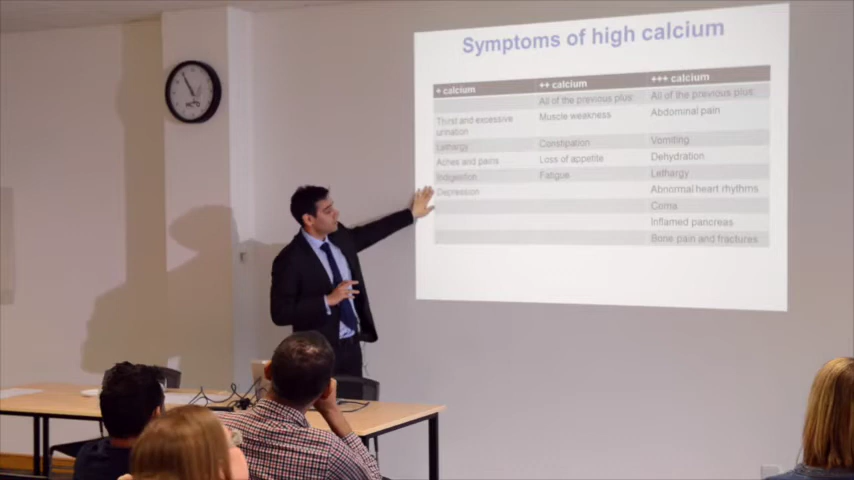 Symptoms of high calcium
+ calcium ++ calcium +++ calcium
All of the previous plus: All of the previous plus:
Thirst and excessive urination Muscle weakness Abdominal pain
Lethargy Constipation Vomiting
Aches and pains Loss of appetite Dehydration
Indigestion Fatigue Lethargy
Depression Abnormal heart rhythms
Coma
Inflamed pancreas
Bone pain and fractures